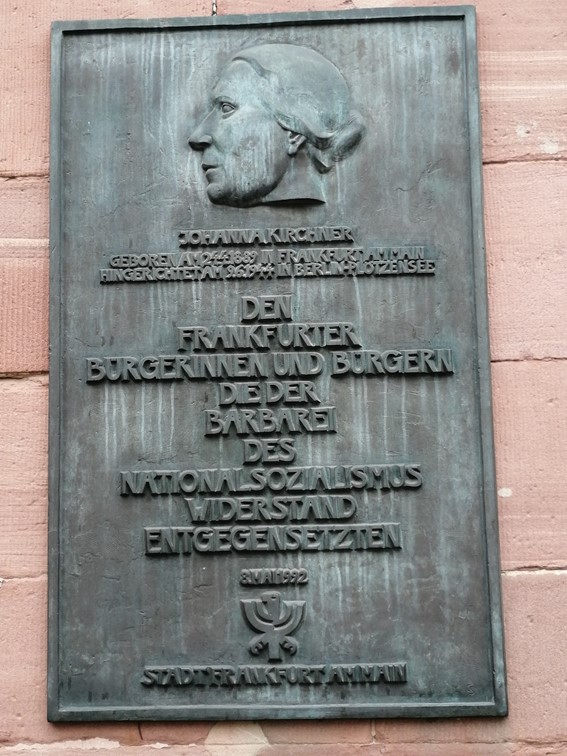 JOHANNA KIRCHNER
GEBOREN AM 24.4.1889 IN FRANKFURT AM MAIN
HINGERICHTET AM 9.6.1944 IN BERLIN-PLÖTZENSEE
DEN
FRANKFURTER
BÜRGERINNEN UND BÜRGERN
DIE DER
BARBAREI
DES
NATIONALSOZIALISMUS
WIDERSTAND
ENTGEGENSETZTEN
8.MAI 1992
STADT FRANKFURT AM MAIN